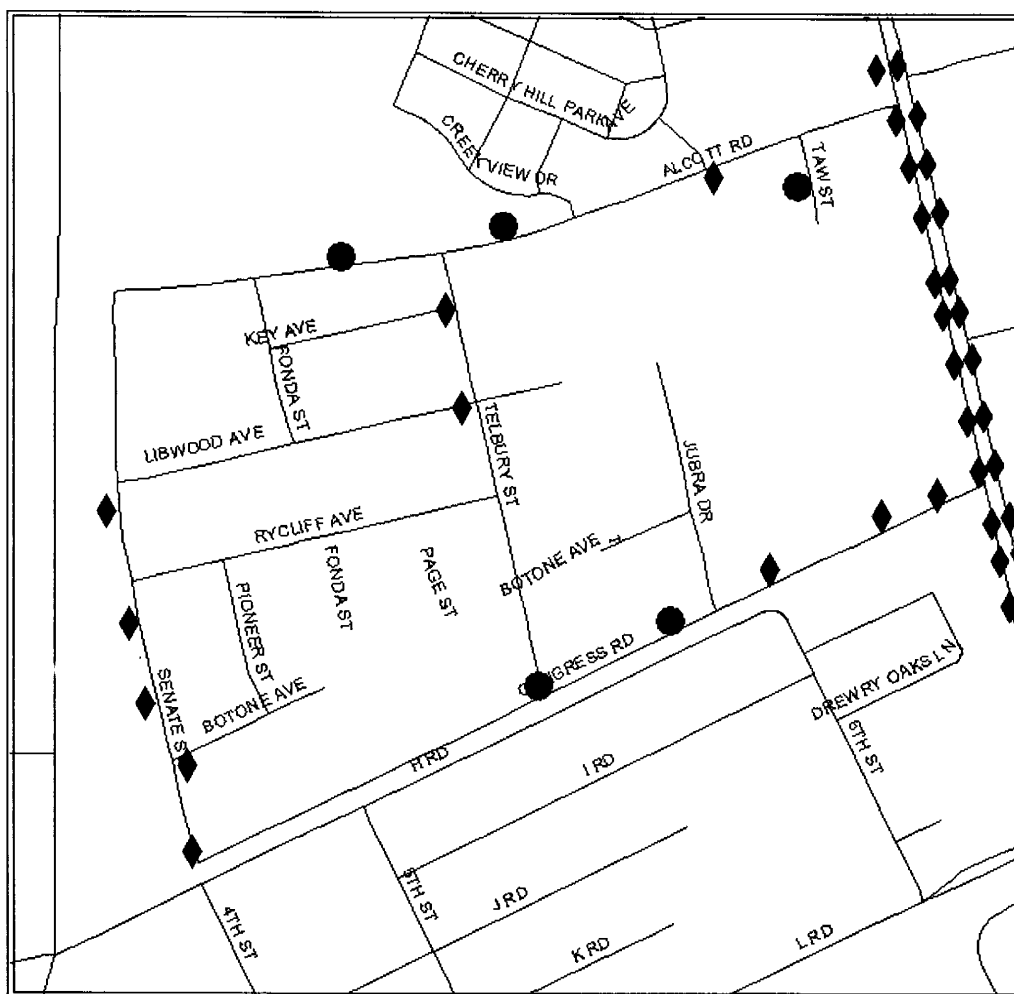 CHERRY HILL PARK AVE
CREEKVIEW DR
ALCOTT RD
TAW ST
KEY AVE
FONDA ST
LIBWOOD AVE
TELBURY ST
JUBRA DR
RYCLIFF AVE
FONDA ST
PAGE ST
BOTONE AVE
PIONEER ST
SENATE ST
BOTONE AVE
CONGRESS RD
DREWRY OAKS LN
H RD
I RD
6TH ST
5TH ST
J RD
4TH ST
K RD
L RD